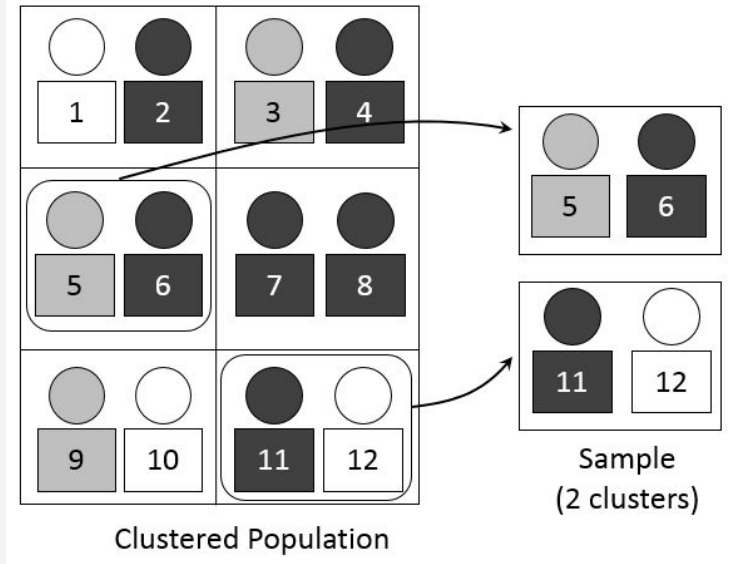 1 2 3 4
5 6 7 8
9 10 11 12
5 6
11 12
Sample
(2 clusters)
Clustered Population